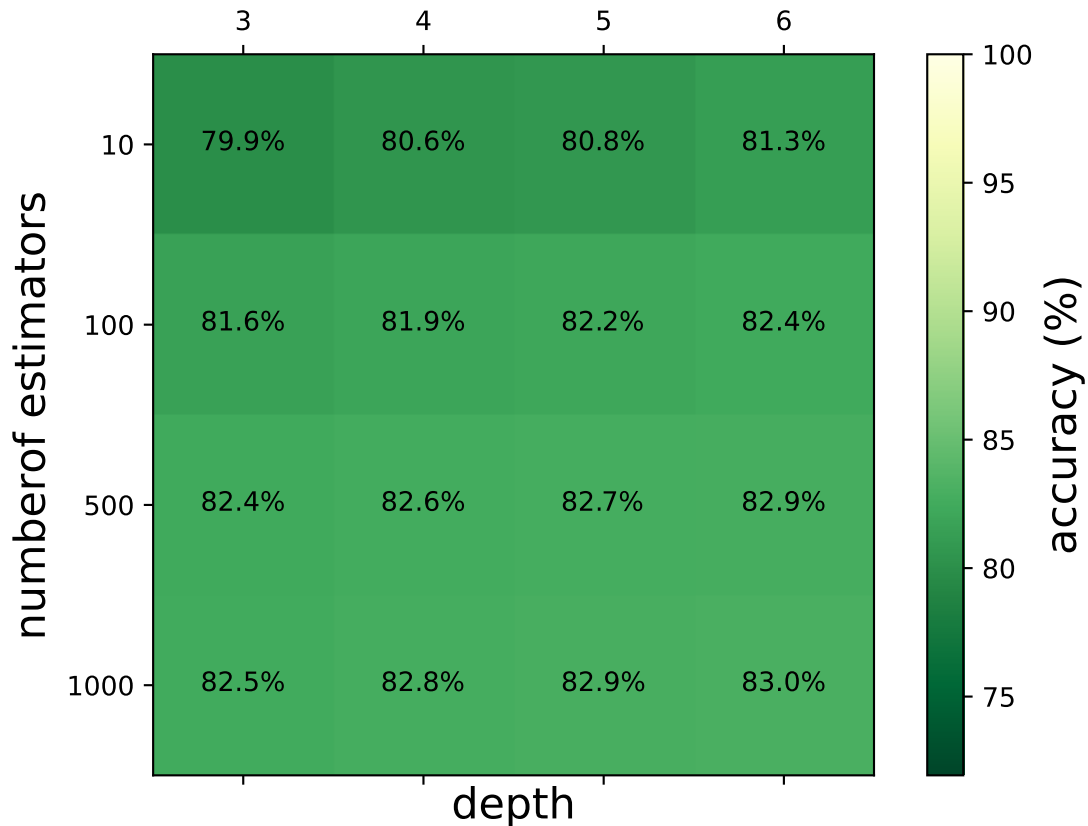 3 4 5 6
10 79.9% 80.6% 80.8% 81.3%
100 81.6% 81.9% 82.2% 82.4%
500 82.4% 82.6% 82.7% 82.9%
1000 82.5% 82.8% 82.9% 83.0%
numberof estimators
depth
100
95
90
85
80
75
accuracy (%)